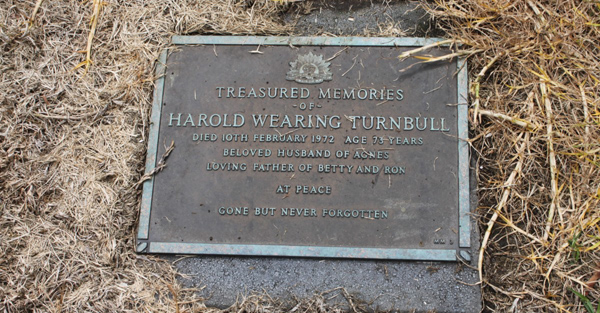 TREASURED MEMORIES
-OF-
HAROLD WEARING TURNBULL
DIED 10TH FEBRUARY 1972 AGE 73 YEARS
BELOVED HUSBAND OF AGNES
LOVING FATHER OF BETTY AND RON
AT PEACE
GONE BUT NEVER FORGOTTEN